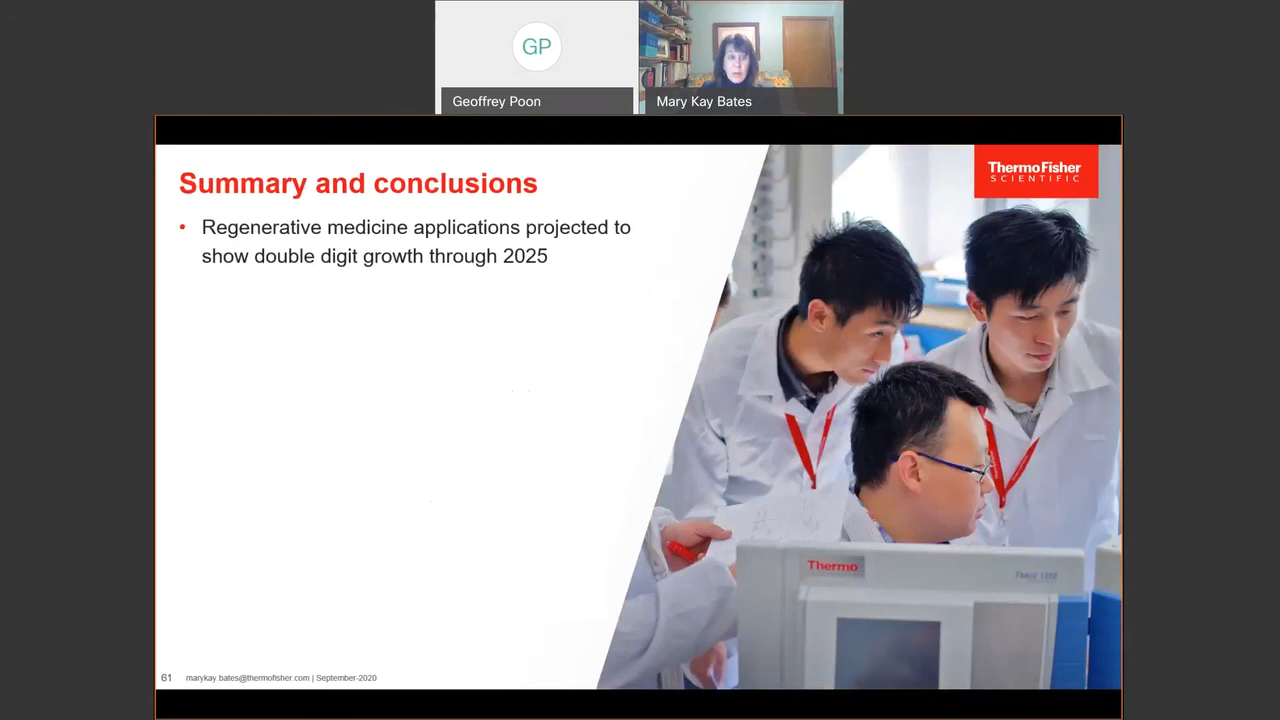 GP
Geoffrey Poon
Mary Kay Bates
ThermoFisher
SCIENTIFIC
Summary and conclusions
• Regenerative medicine applications projected to
show double digit growth through 2025
Thermo
61 marykay.bates@thermofisher.com | September-2020